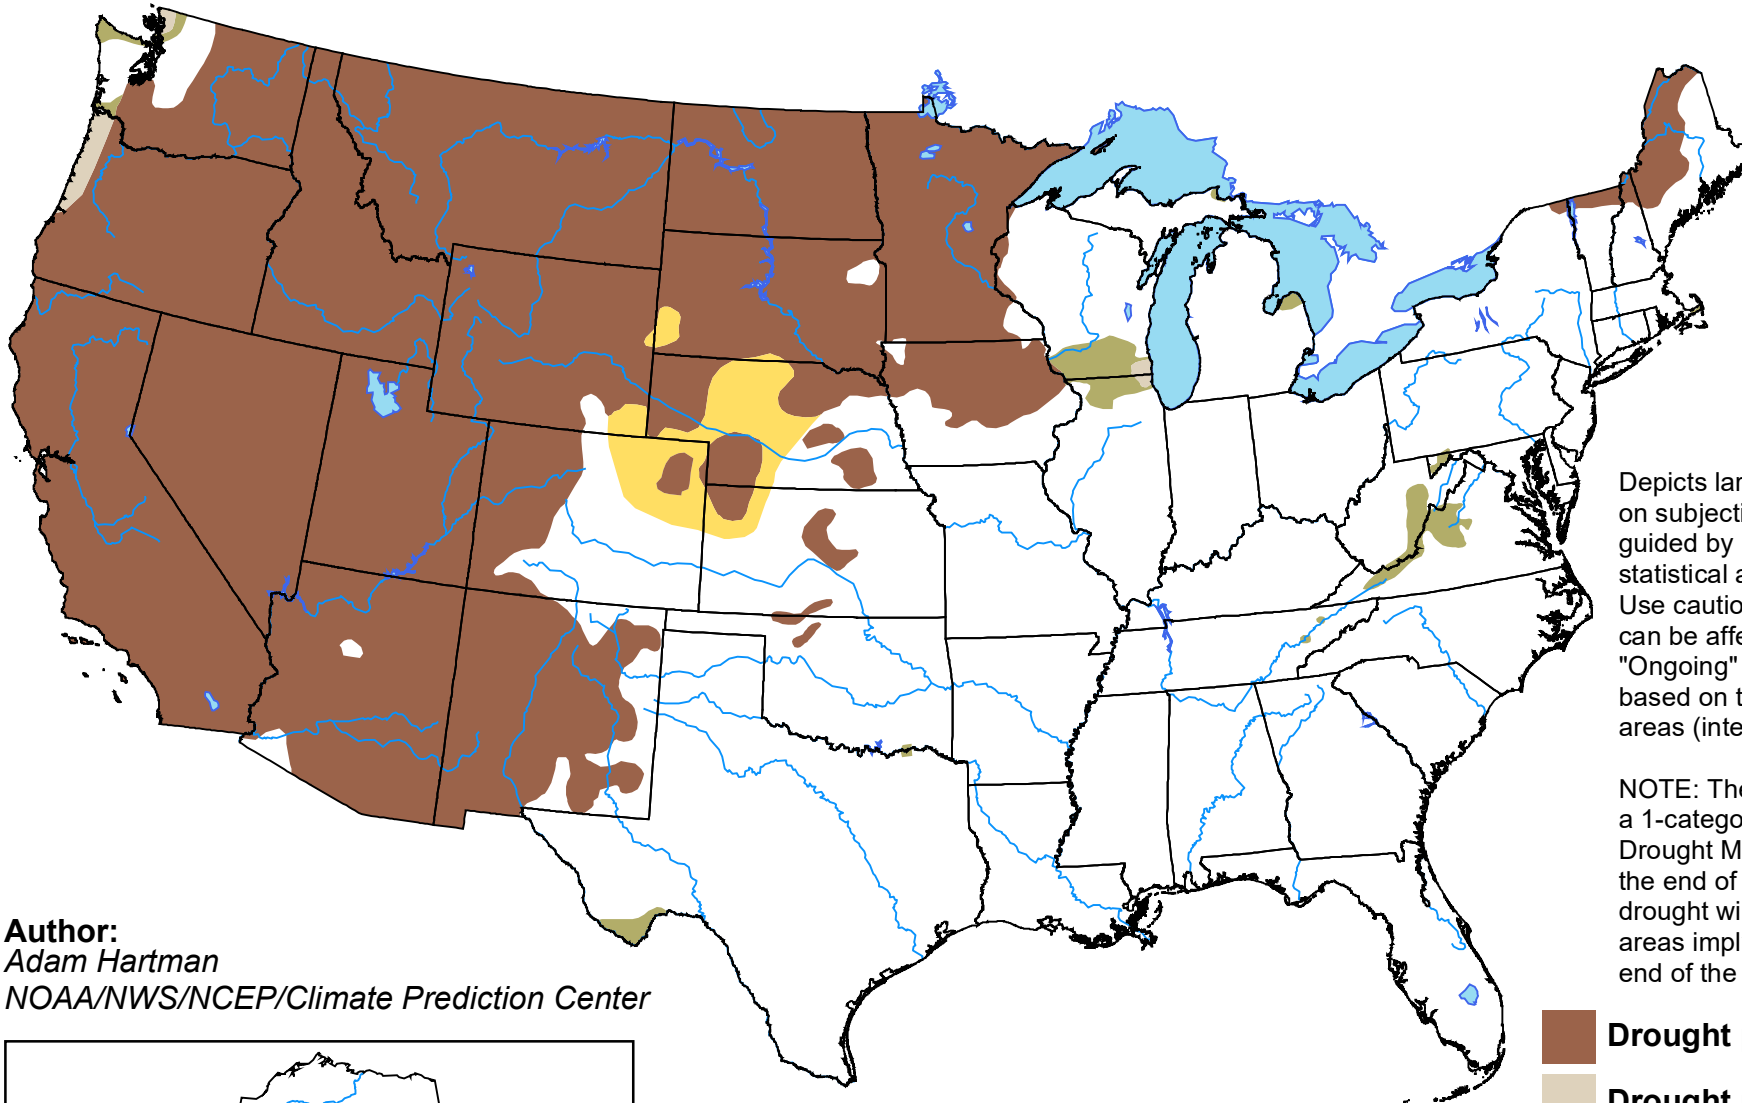 Depicts lar
on subjecti
guided by
statistical a
Use cautio
can be affe
"Ongoing"
based on t
areas (inte
NOTE: The
a 1-catego
Drought M
the end of
drought wi
areas impl
end of the
Author:
Adam Hartman
NOAA/NWS/NCEP/Climate Prediction Center
Drought
Drought